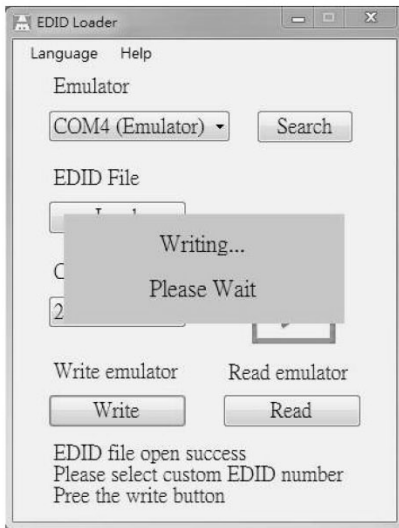 EDID Loader
Language Help
Emulator
COM4 (Emulator) Search
EDID File
Writing...
Please Wait
2
Write emulator Read emulator
Write Read
EDID file open success
Please select custom EDID number
Pree the write button